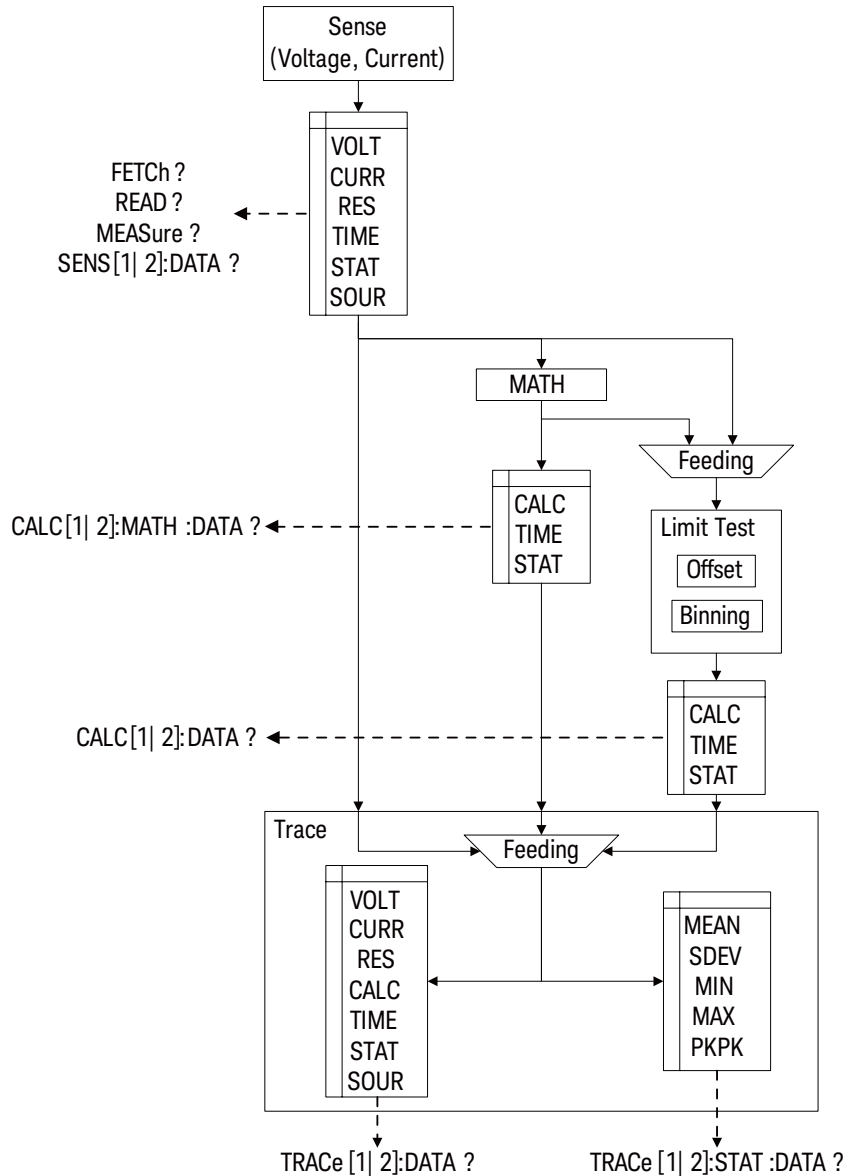 Sense
(Voltage, Current)
VOLT
CURR
RES
TIME
STAT
SOUR
FETCh ?
READ ?
MEASure ?
SENS[1| 2]:DATA ?
MATH
Feeding
CALC
TIME
STAT
CALC[1| 2]:MATH :DATA ?
Limit Test
Offset
Binning
CALC
TIME
STAT
CALC[1| 2]:DATA ?
Trace
Feeding
VOLT
CURR
RES
CALC
TIME
STAT
SOUR
MEAN
SDEV
MIN
MAX
PKPK
TRACe [1| 2]:DATA ?
TRACe [1| 2]:STAT :DATA ?